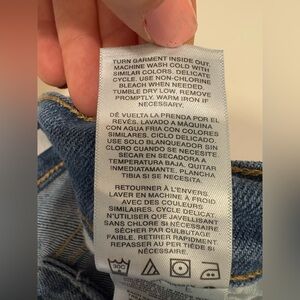 TURN GARMENT INSIDE OUT.
MACHINE WASH COLD WITH
SIMILAR COLORS. DELICATE
CYCLE. USE NON-CHLORINE
BLEACH WHEN NEEDED.
TUMBLE DRY LOW. REMOVE
PROMPTLY. WARM IRON IF
NECESSARY.
DÉ VUELTA LA PRENDA POR EL
REVÉS. LAVADO A MÁQUINA
CON AGUA FRIA CON COLORES
SIMILARES. CICLO DELICADO.
USE SOLO BLANQUEADOR SIN
CLORO CUANDO SE NECESITE.
SECAR EN SECADORA A
TEMPERATURA BAJA. QUITAR
INMEDIATAMENTE. PLANCHA
TIBIA SI SE NECESITA.
RETOURNER À L'ENVERS.
LAVER EN MACHINE À FROID
AVEC DES COULEURS
SIMILAIRES. CYCLE DELICAT.
N'UTILISER QUE JAVELLISANT
SANS CHLORE SI NÉCESSAIRE.
SÉCHER PAR CULBUTAGE
FAIBLE. RETIRER RAPIDEMENT.
REPASSER AU FER TIÈDE SI
NÉCESSAIRE.